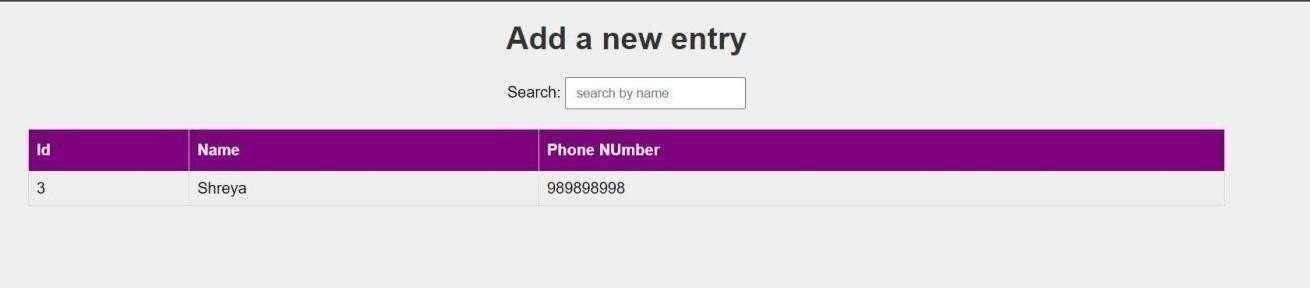 Add a new entry
Search: search by name
Id Name Phone NUmber
3 Shreya 989898998